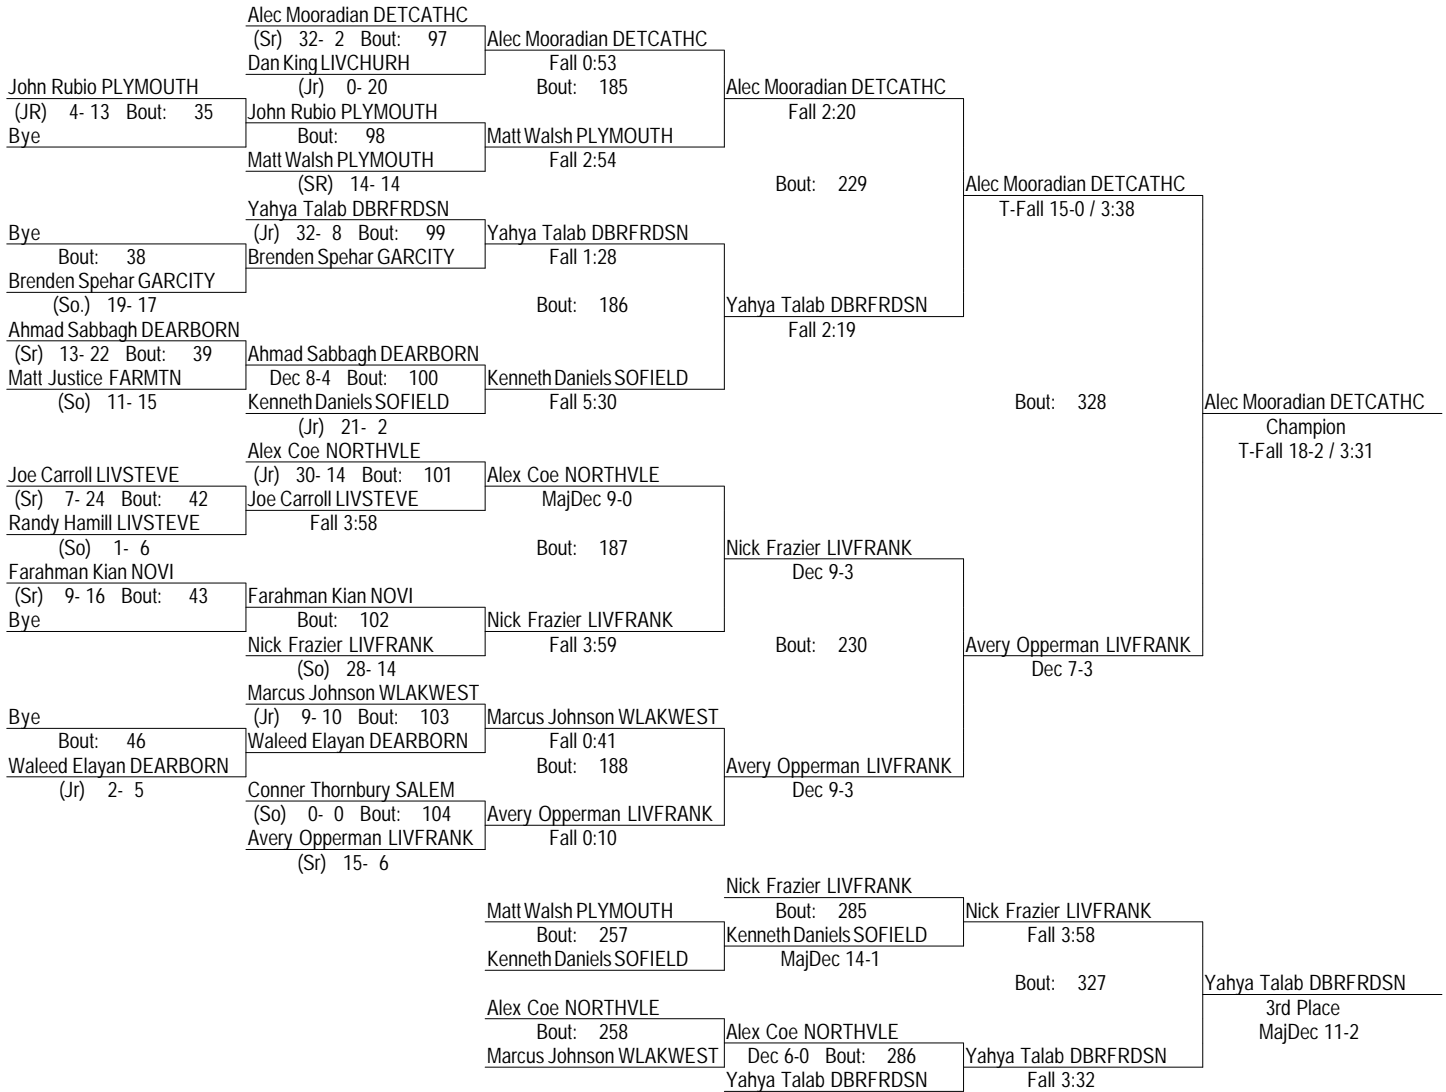 Alec Mooradian DETCATHC
(Sr) 32- 2 Bout: 97
Dan King LIVCHURH
(Jr) 0- 20
John Rubio PLYMOUTH
(JR) 4- 13 Bout: 35
Bye
John Rubio PLYMOUTH
Bout: 98
Matt Walsh PLYMOUTH
(SR) 14- 14
Alec Mooradian DETCATHC
Fall 0:53
Bout: 185
Matt Walsh PLYMOUTH
Fall 2:54
Alec Mooradian DETCATHC
Fall 2:20
Bye
Bout: 38
Brenden Spehar GARCITY
(So.) 19- 17
Yahya Talab DBRFRDSN
(Jr) 32- 8 Bout: 99
Brenden Spehar GARCITY
Ahmad Sabbagh DEARBORN
(Sr) 13- 22 Bout: 39
Matt Justice FARMTN
(So) 11- 15
Ahmad Sabbagh DEARBORN
Dec 8-4 Bout: 100
Kenneth Daniels SOFIELD
(Jr) 21- 2
Yahya Talab DBRFRDSN
Fall 1:28
Bout: 186
Kenneth Daniels SOFIELD
Fall 5:30
Yahya Talab DBRFRDSN
Fall 2:19
Bout: 229
Alec Mooradian DETCATHC
T-Fall 15-0 / 3:38
Joe Carroll LIVSTEVE
(Sr) 7- 24 Bout: 42
Randy Hamill LIVSTEVE
(So) 1- 6
Alex Coe NORTHVLE
(Jr) 30- 14 Bout: 101
Joe Carroll LIVSTEVE
Fall 3:58
Farahman Kian NOVI
(Sr) 9- 16 Bout: 43
Bye
Farahman Kian NOVI
Bout: 102
Nick Frazier LIVFRANK
(So) 28- 14
Alex Coe NORTHVLE
MajDec 9-0
Bout: 187
Nick Frazier LIVFRANK
Fall 3:59
Nick Frazier LIVFRANK
Dec 9-3
Bye
Bout: 46
Waleed Elayan DEARBORN
(Jr) 2- 5
Marcus Johnson WLAKWEST
(Jr) 9- 10 Bout: 103
Waleed Elayan DEARBORN
Conner Thornbury SALEM
(So) 0- 0 Bout: 104
Avery Opperman LIVFRANK
(Sr) 15- 6
Marcus Johnson WLAKWEST
Fall 0:41
Bout: 188
Avery Opperman LIVFRANK
Fall 0:10
Avery Opperman LIVFRANK
Dec 9-3
Bout: 230
Avery Opperman LIVFRANK
Dec 7-3
Bout: 328
Alec Mooradian DETCATHC
Champion
T-Fall 18-2 / 3:31
Matt Walsh PLYMOUTH
Bout: 257
Kenneth Daniels SOFIELD
Nick Frazier LIVFRANK
Bout: 285
Kenneth Daniels SOFIELD
MajDec 14-1
Nick Frazier LIVFRANK
Fall 3:58
Alex Coe NORTHVLE
Bout: 258
Marcus Johnson WLAKWEST
Alex Coe NORTHVLE
Dec 6-0 Bout: 286
Yahya Talab DBRFRDSN
Yahya Talab DBRFRDSN
Fall 3:32
Bout: 327
Yahya Talab DBRFRDSN
3rd Place
MajDec 11-2